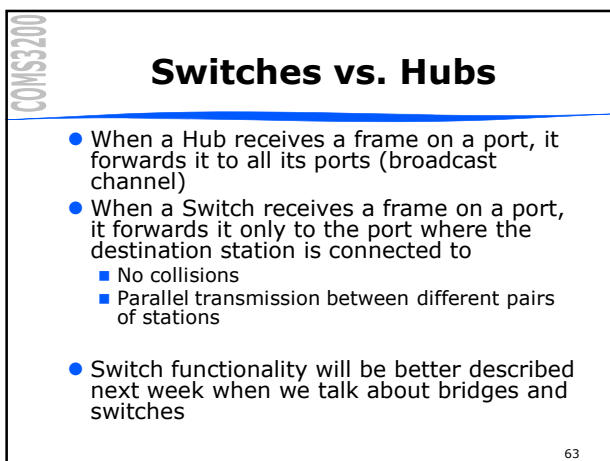 COMS3200
Switches vs. Hubs
When a Hub receives a frame on a port, it
forwards it to all its ports (broadcast
channel)
When a Switch receives a frame on a port,
it forwards it only to the port where the
destination station is connected to
No collisions
Parallel transmission between different pairs
of stations
Switch functionality will be better described
next week when we talk about bridges and
switches
63